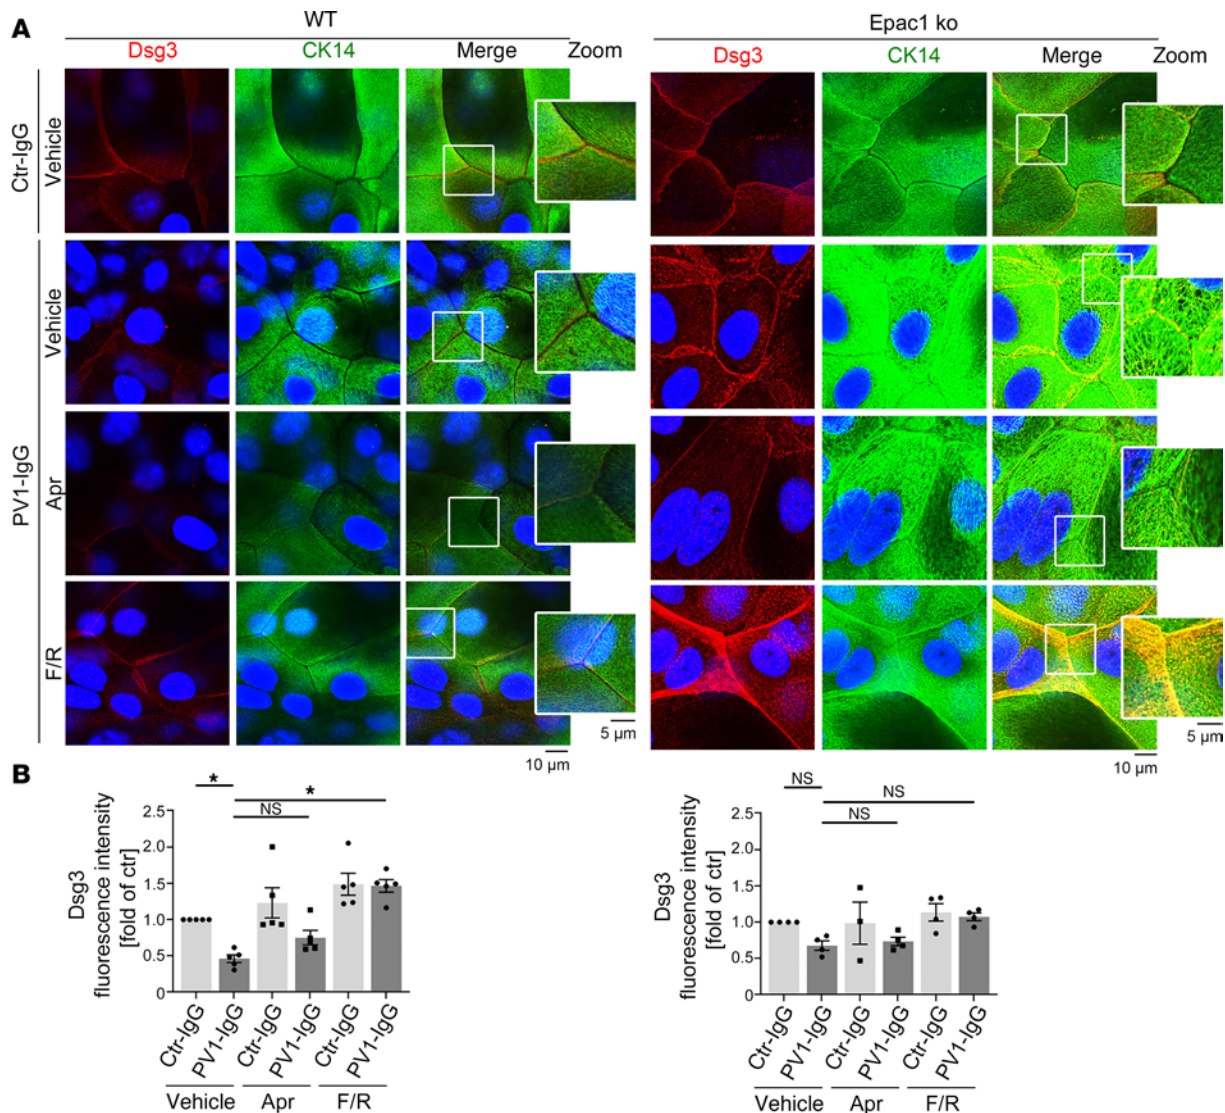 A
WT
Epac1 ko
Dsg3 CK14 Merge Zoom
Dsg3 CK14 Merge Zoom
Ctr-IgG
Vehicle
PV1-IgG
Vehicle
Apr
F/R
5 µm
10 µm
5 µm
10 µm
B
Dsg3
fluorescence intensity
[fold of ctr]
2.5
2.0
1.5
1.0
0.5
0
*
NS
*
Ctr-IgG
PV1-IgG
Ctr-IgG
PV1-IgG
Ctr-IgG
PV1-IgG
Vehicle Apr F/R
Dsg3
fluorescence intensity
[fold of ctr]
2.5
2.0
1.5
1.0
0.5
0
NS
NS
NS
Ctr-IgG
PV1-IgG
Ctr-IgG
PV1-IgG
Ctr-IgG
PV1-IgG
Vehicle Apr F/R